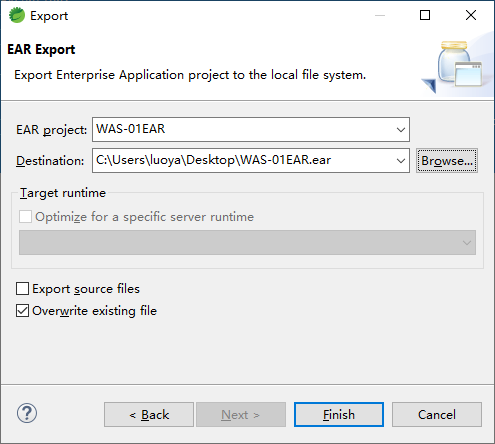 Export
EAR Export
Export Enterprise Application project to the local file system.
EAR project: WAS-01EAR
Destination: C:\Users\luoya\Desktop\WAS-01EAR.ear Browse...
Target runtime
Optimize for a specific server runtime
Export source files
Overwrite existing file
? < Back Next > Finish Cancel